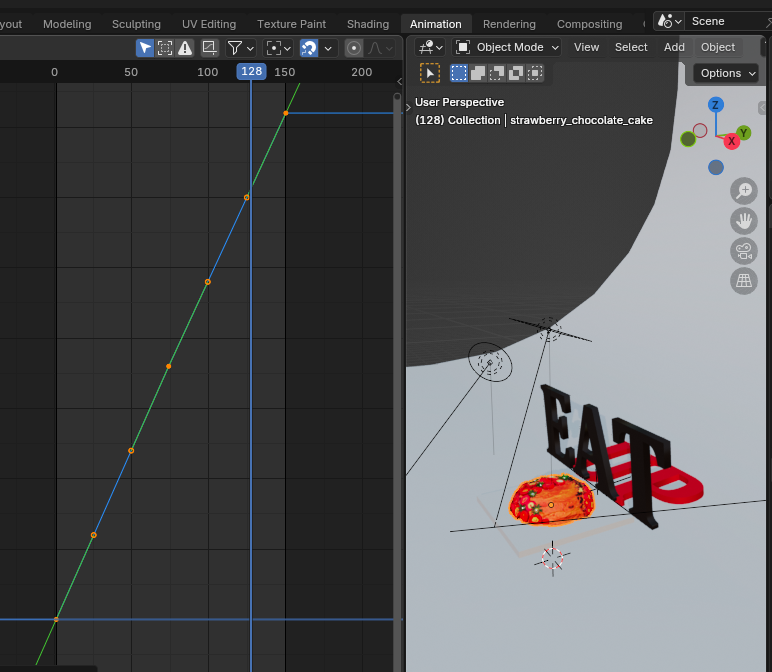 yout Modeling Sculpting UV Editing Texture Paint Shading Animation Rendering Compositing Scene
Object Mode View Select Add Object
0 50 100 128 150 200
Options
User Perspective
(128) Collection | strawberry_chocolate_cake
Z
Y
X
EAT